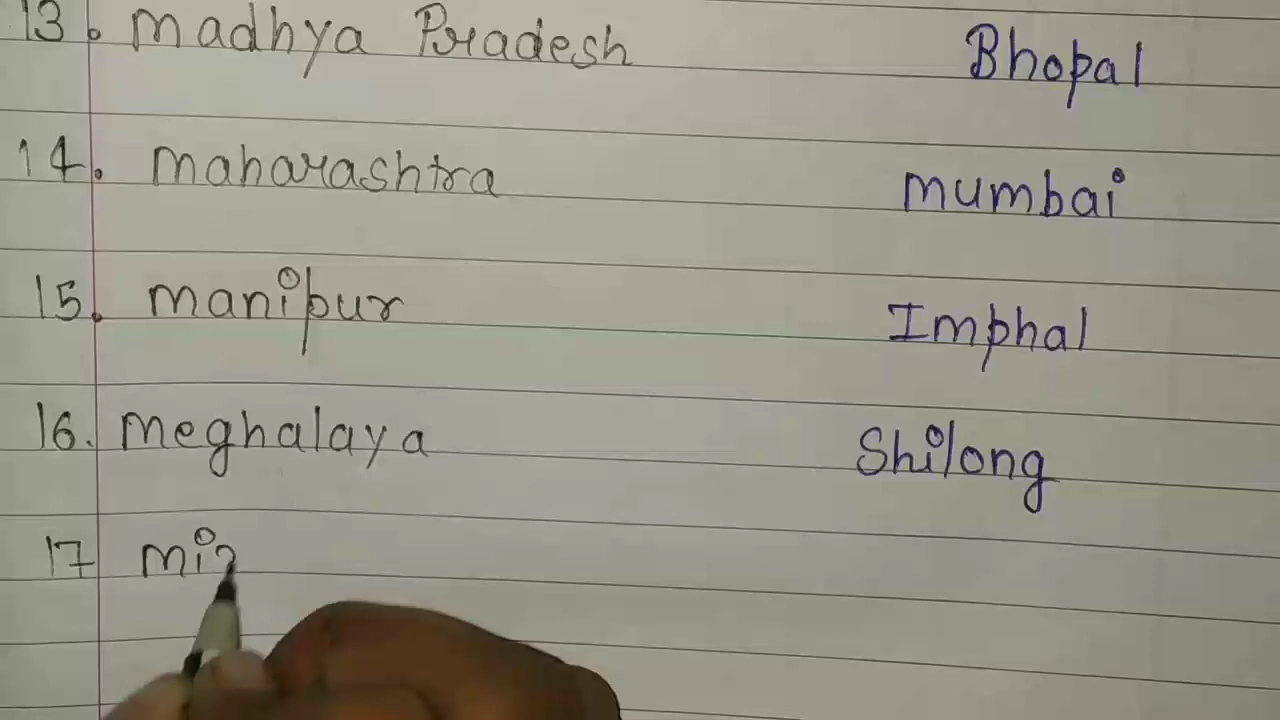 13. Madhya Pradesh Bhopal
14. Maharashtra Mumbai
15. Manipur Imphal
16. Meghalaya Shilong
17